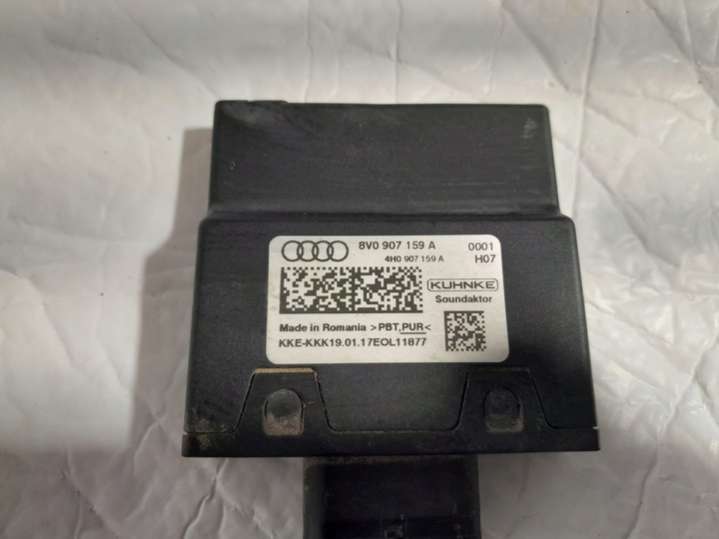 8V0 907 159 A 0001
4H0 907 159 A H07
KUHNKE
Soundaktor
Made in Romania >PBT,PUR<
KKE-KKK19.01.17EOL11877